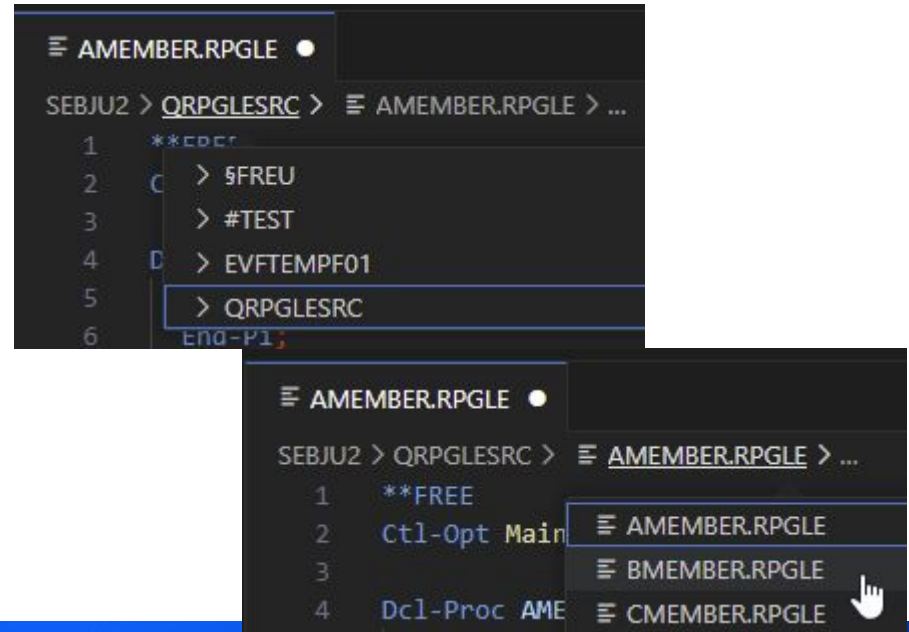 AMEMBER.RPGLE
SEBJU2 > QRPGLESRC > AMEMBER.RPGLE > ...
1 **FREE
2 C
> §FREU
3
> #TEST
4 D
> EVFTEMPF01
5
> QRPGLESRC
6 End-Pi;
AMEMBER.RPGLE
SEBJU2 > QRPGLESRC > AMEMBER.RPGLE > ...
1 **FREE
2 Ctl-Opt Main
AMEMBER.RPGLE
3
BMEMBER.RPGLE
4 Dcl-Proc AME
CMEMBER.RPGLE